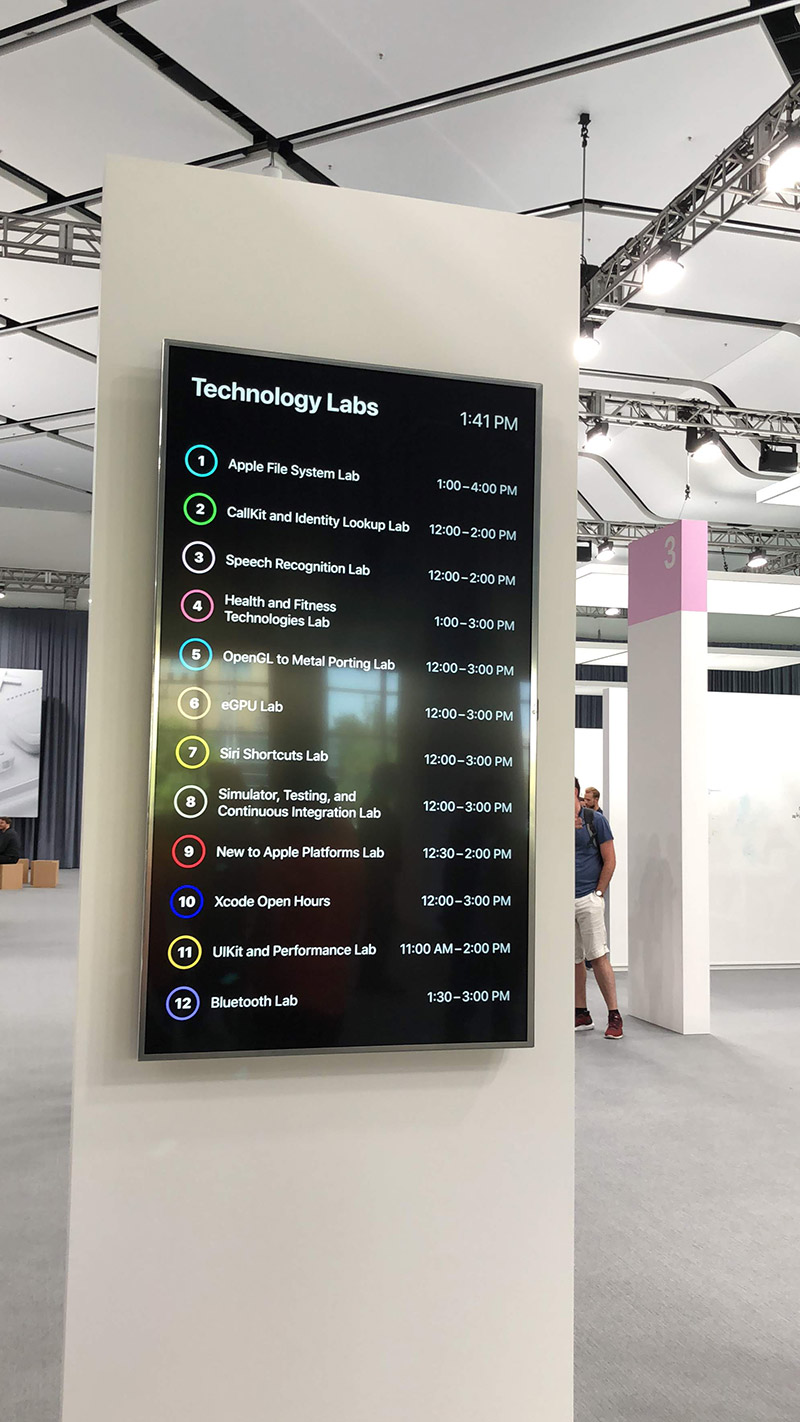 Technology Labs 1:41 PM
1 Apple File System Lab 1:00–4:00 PM
2 CallKit and Identity Lookup Lab 12:00–2:00 PM
3 Speech Recognition Lab 12:00–2:00 PM
4 Health and Fitness
Technologies Lab 1:00–3:00 PM
5 OpenGL to Metal Porting Lab 12:00–3:00 PM
6 eGPU Lab 12:00–3:00 PM
7 Siri Shortcuts Lab 12:00–3:00 PM
8 Simulator, Testing, and
Continuous Integration Lab 12:00–3:00 PM
9 New to Apple Platforms Lab 12:30–2:00 PM
10 Xcode Open Hours 12:00–3:00 PM
11 UIKit and Performance Lab 11:00 AM–2:00 PM
12 Bluetooth Lab 1:30–3:00 PM
3